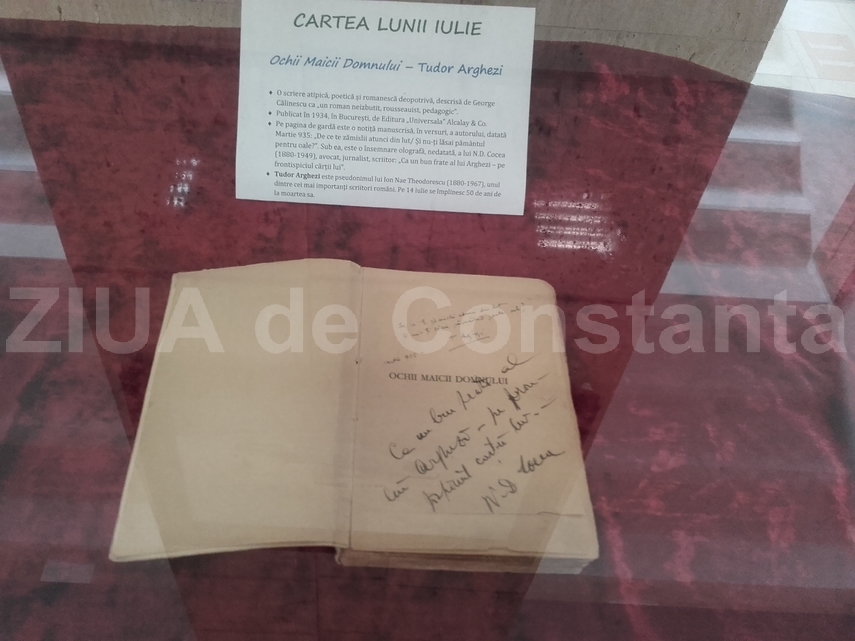 CARTEA LUNII IULIE
Ochii Maicii Domnului – Tudor Arghezi
♦ O scriere atipică, poetică și romanescă deopotrivă, descrisă de George
Călinescu ca „un roman neizbutit, rousseauist, pedagogic".
♦ Publicat în 1934, în București, de Editura „Universala" Alcalay & Co.
♦ Pe pagina de gardă este o notiță manuscrisă, în versuri, a autorului, datată
Martie 935: „De ce te zămislii atunci din lut/ Și nu-ți lăsai pământul
pentru oale?". Sub ea, este o însemnare olografă, nedatată, a lui N.D. Cocea
(1880-1949), avocat, jurnalist, scriitor: „Ca un bun frate al lui Arghezi – pe
frontispiciul cărții lui".
♦ Tudor Arghezi este pseudonimul lui Ion Nae Theodorescu (1880-1967), unul
dintre cei mai importanți scriitori români. Pe 14 iulie se împlinesc 50 de ani de
la moartea sa.
ZIUA de Constanta
OCHII MAICII DOMNULUI
Ca un bun frate al
lui Arghezi – pe fron-
tispiciul cărții lui.–
N.D. Cocea